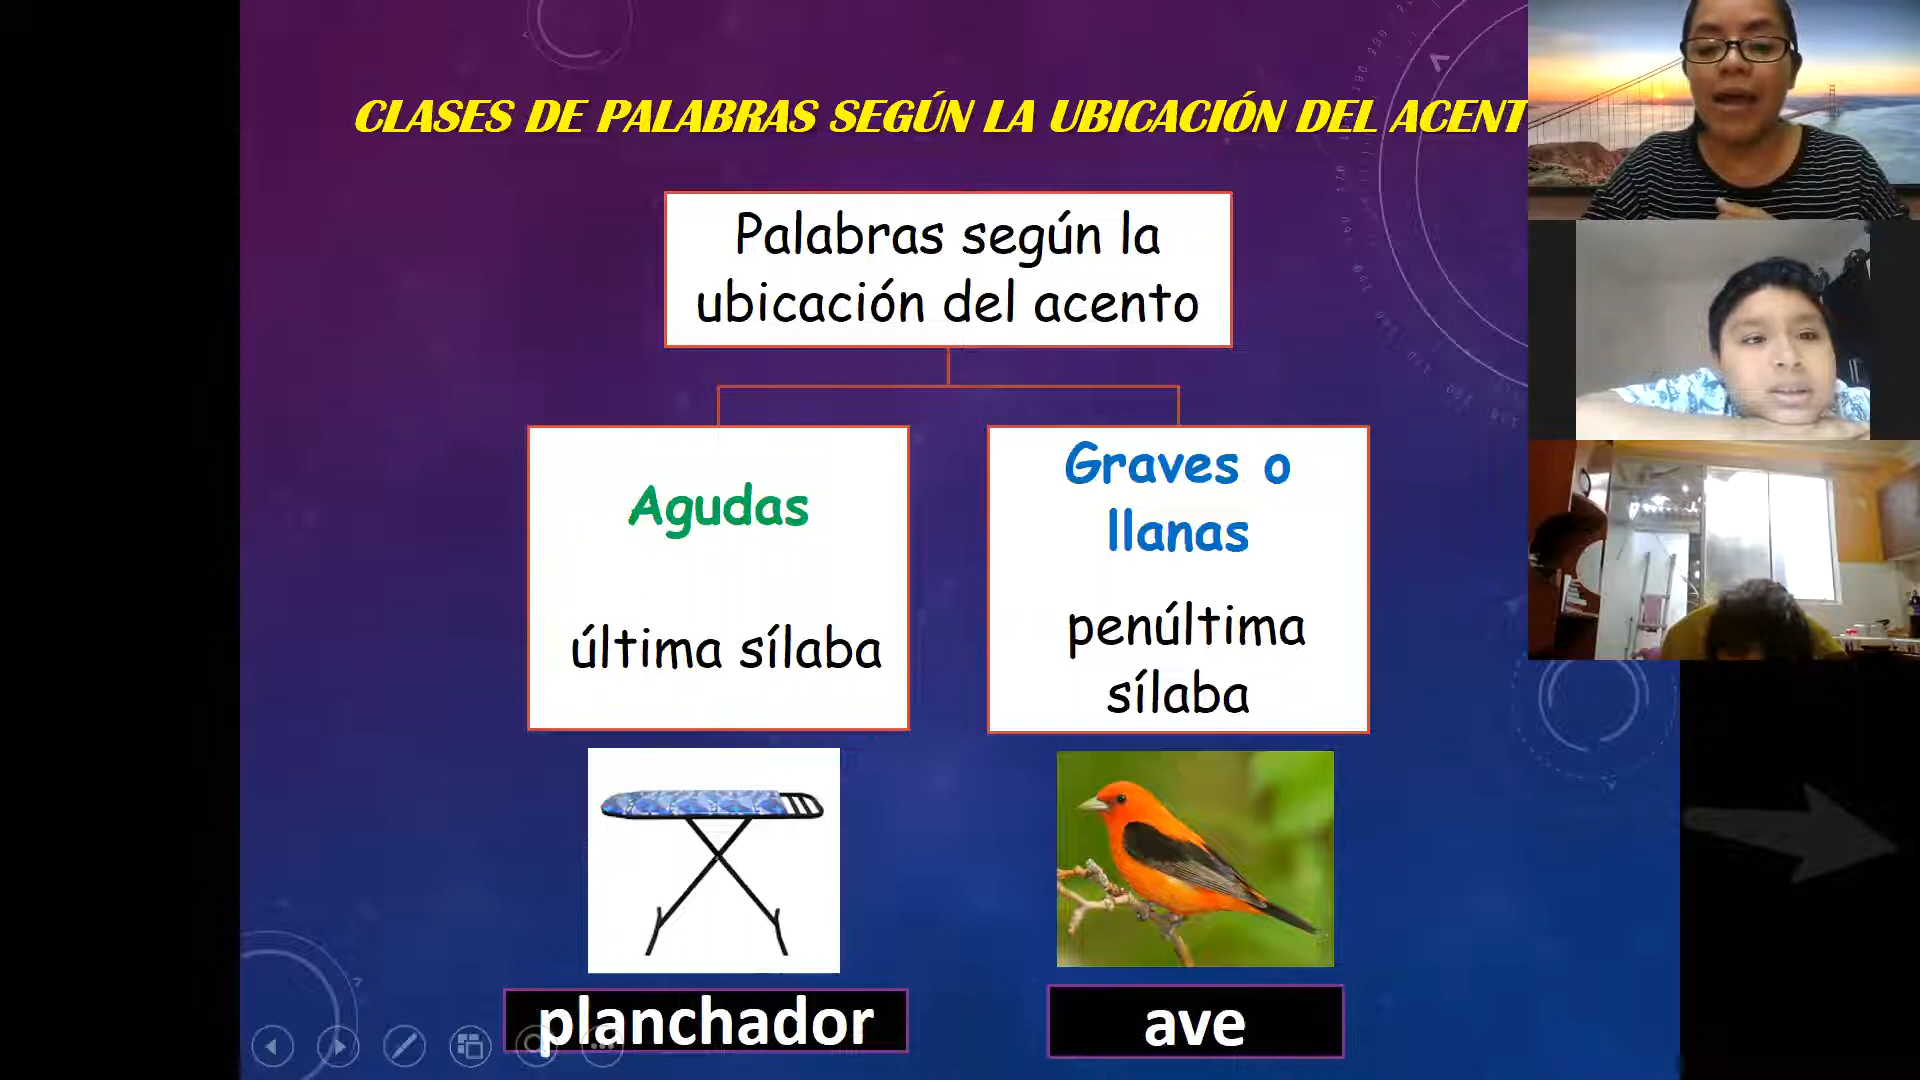 CLASES DE PALABRAS SEGÚN LA UBICACIÓN DEL ACENT
Palabras según la
ubicación del acento
Agudas
última sílaba
Graves o
llanas
penúltima
sílaba
planchador
ave